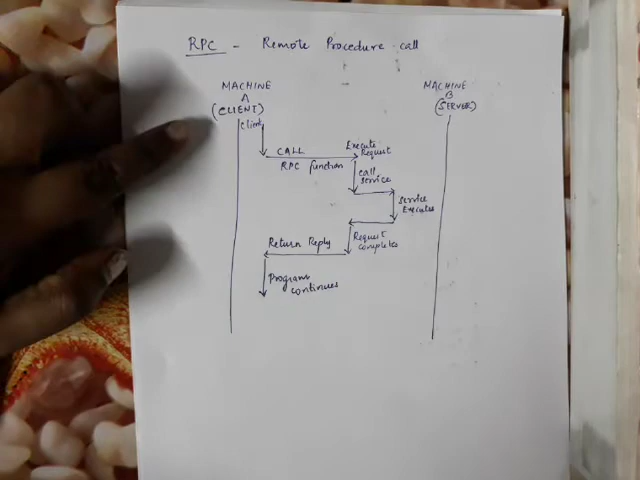 RPC - Remote Procedure call
MACHINE
A
(CLIENT)
MACHINE
B
(SERVER)
Client
CALL
RPC function
Execute
Request
Call
Service
Service
Executes
Request
completes
Return Reply
Program
continues